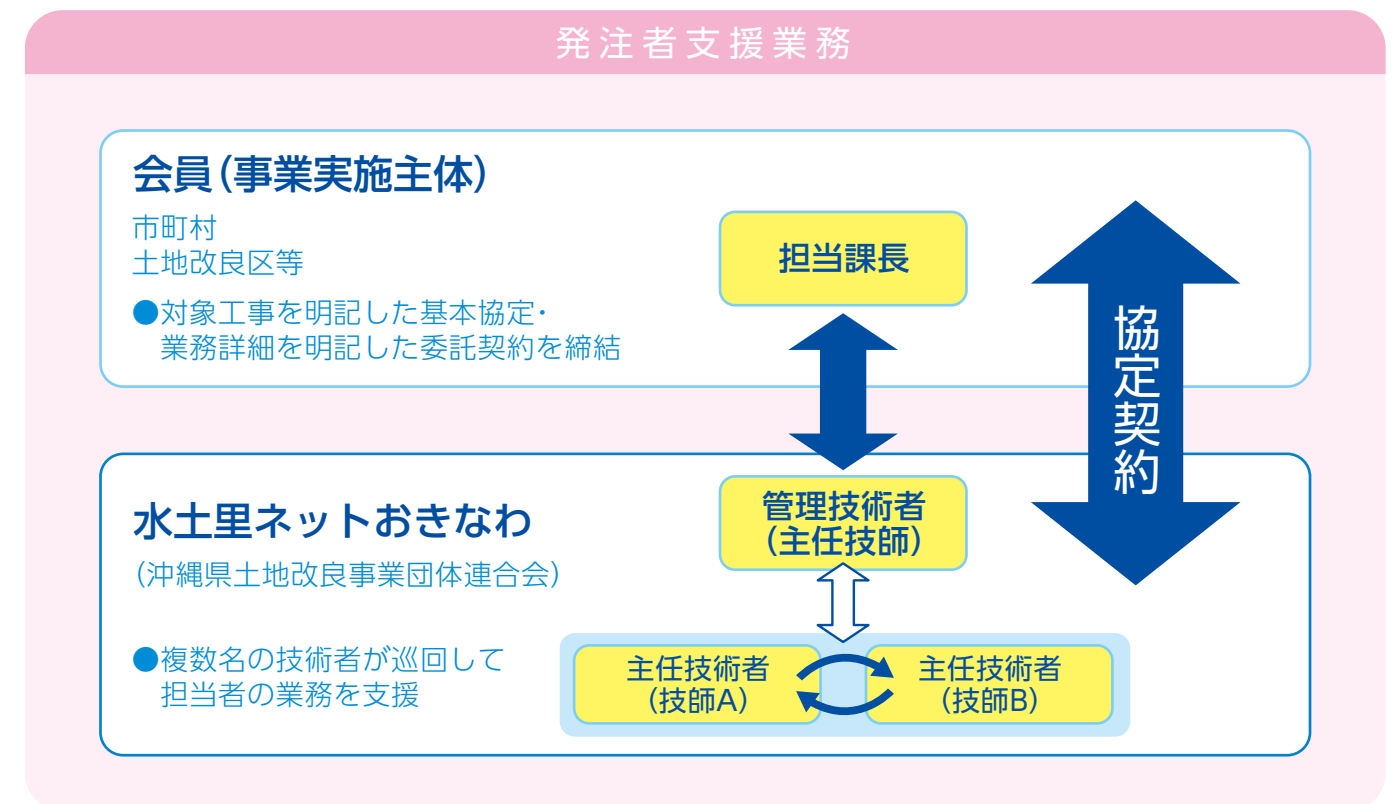 発注者支援業務
会員(事業実施主体)
市町村
土地改良区等
●対象工事を明記した基本協定・
業務詳細を明記した委託契約を締結
担当課長
協定契約
水土里ネットおきなわ
(沖縄県土地改良事業団体連合会)
●複数名の技術者が巡回して
担当者の業務を支援
管理技術者
(主任技師)
主任技術者
(技師A)
主任技術者
(技師B)